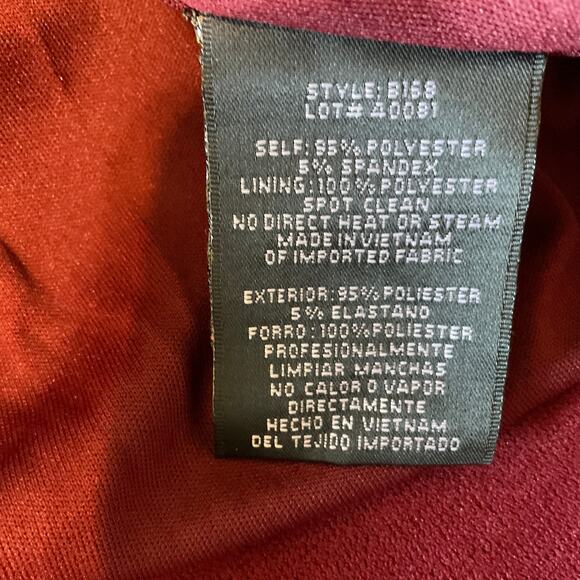 STYLE: 5158
LOT# A0081
SELF: 95% POLYESTER
5% SPANDEX
LINING: 100% POLYESTER
SPOT CLEAN
NO DIRECT HEAT OR STEAM
MADE IN VIETNAM
OF IMPORTED FABRIC
EXTERIOR: 95% POLIESTER
5% ELASTANO
FORRO: 100% POLIESTER
PROFESIONALMENTE
LIMPIAR MANCHAS
NO CALOR O VAPOR
DIRECTAMENTE
HECHO EN VIETNAM
DEL TEJIDO IMPORTADO